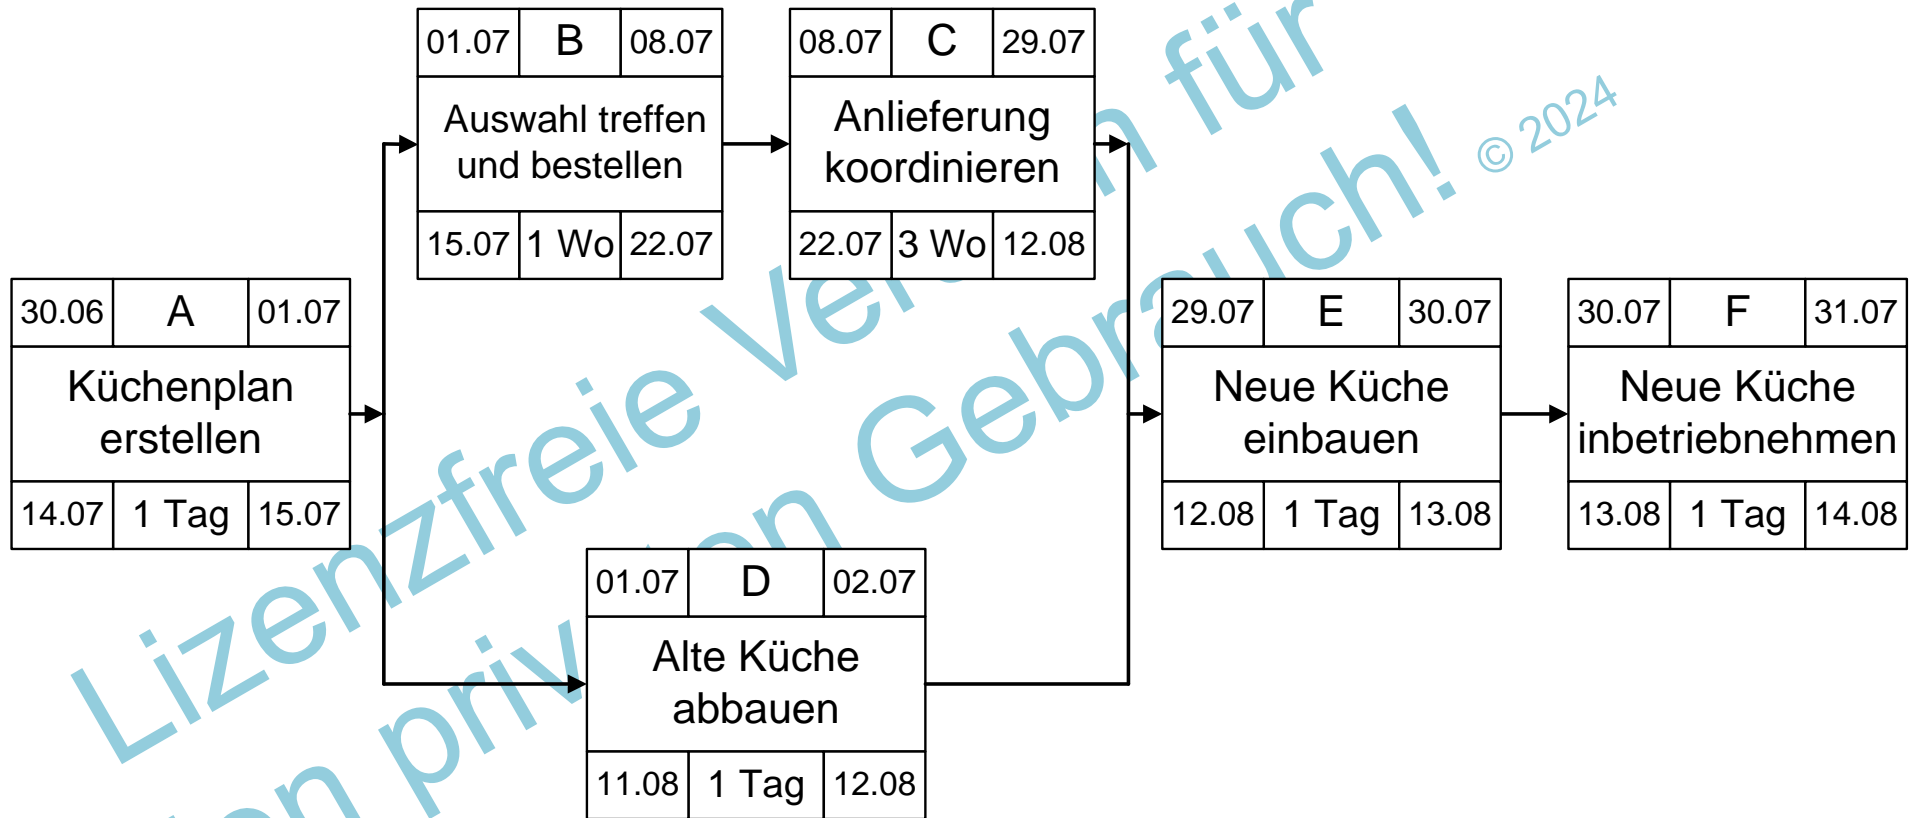 01.07 B 08.07
Auswahl treffen
und bestellen
15.07 1 Wo 22.07
08.07 C 29.07
Anlieferung
koordinieren
22.07 3 Wo 12.08
30.06 A 01.07
Küchenplan
erstellen
14.07 1 Tag 15.07
01.07 D 02.07
Alte Küche
abbauen
11.08 1 Tag 12.08
29.07 E 30.07
Neue Küche
einbauen
12.08 1 Tag 13.08
30.07 F 31.07
Neue Küche
inbetriebnehmen
13.08 1 Tag 14.08
Lizenzfreie für
Gebrauch! © 2024